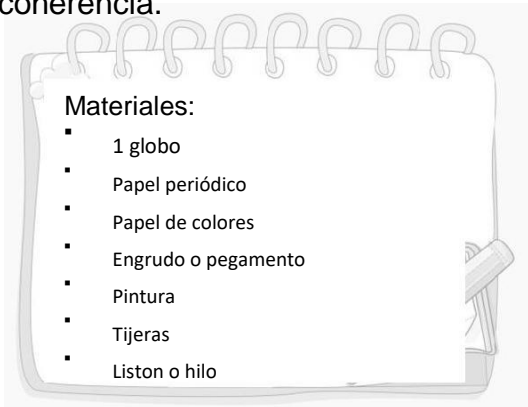 coherencia.
Materiales:
▪ 1 globo
▪ Papel periódico
▪ Papel de colores
▪ Engrudo o pegamento
▪ Pintura
▪ Tijeras
▪ Liston o hilo